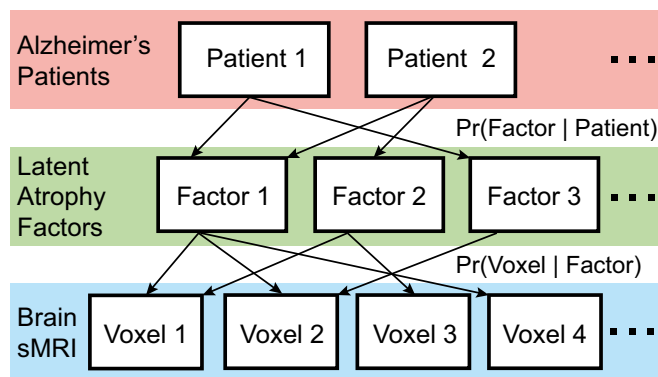 Alzheimer's
Patients
Patient 1
Patient 2
Pr(Factor | Patient)
Latent
Atrophy
Factors
Factor 1
Factor 2
Factor 3
Pr(Voxel | Factor)
Brain
sMRI
Voxel 1
Voxel 2
Voxel 3
Voxel 4